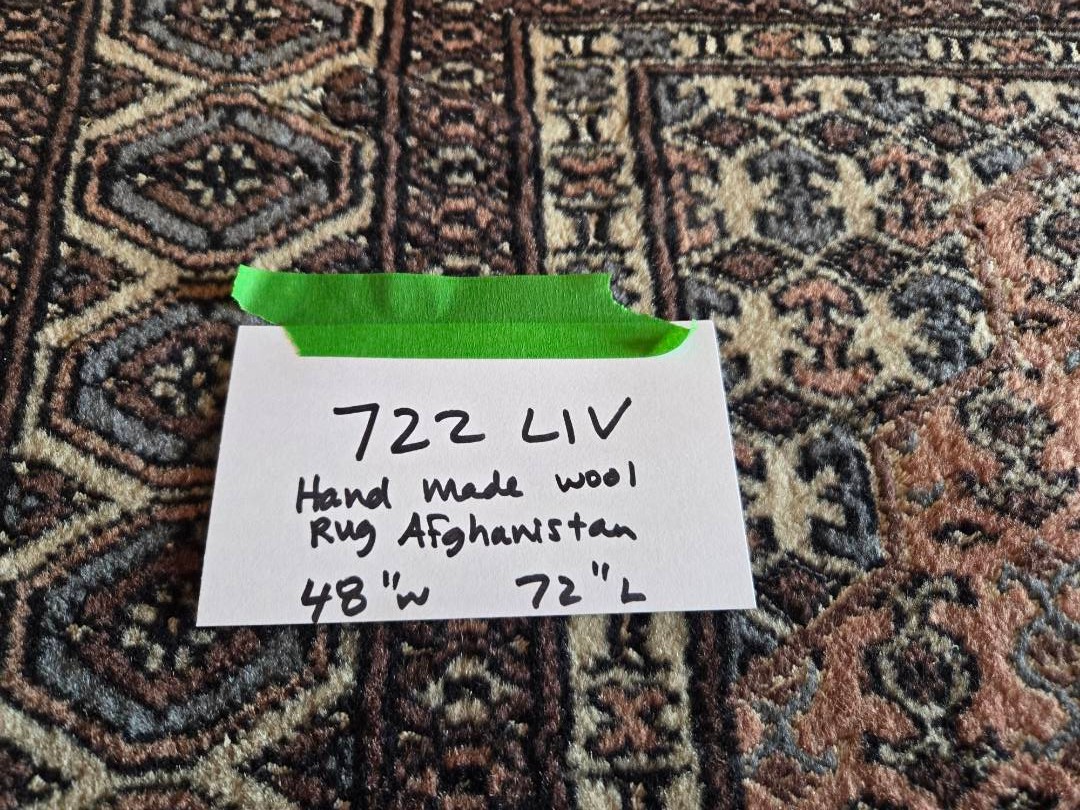 722 LIV
Hand Made wool
Rug Afghanistan
48"W 72"L